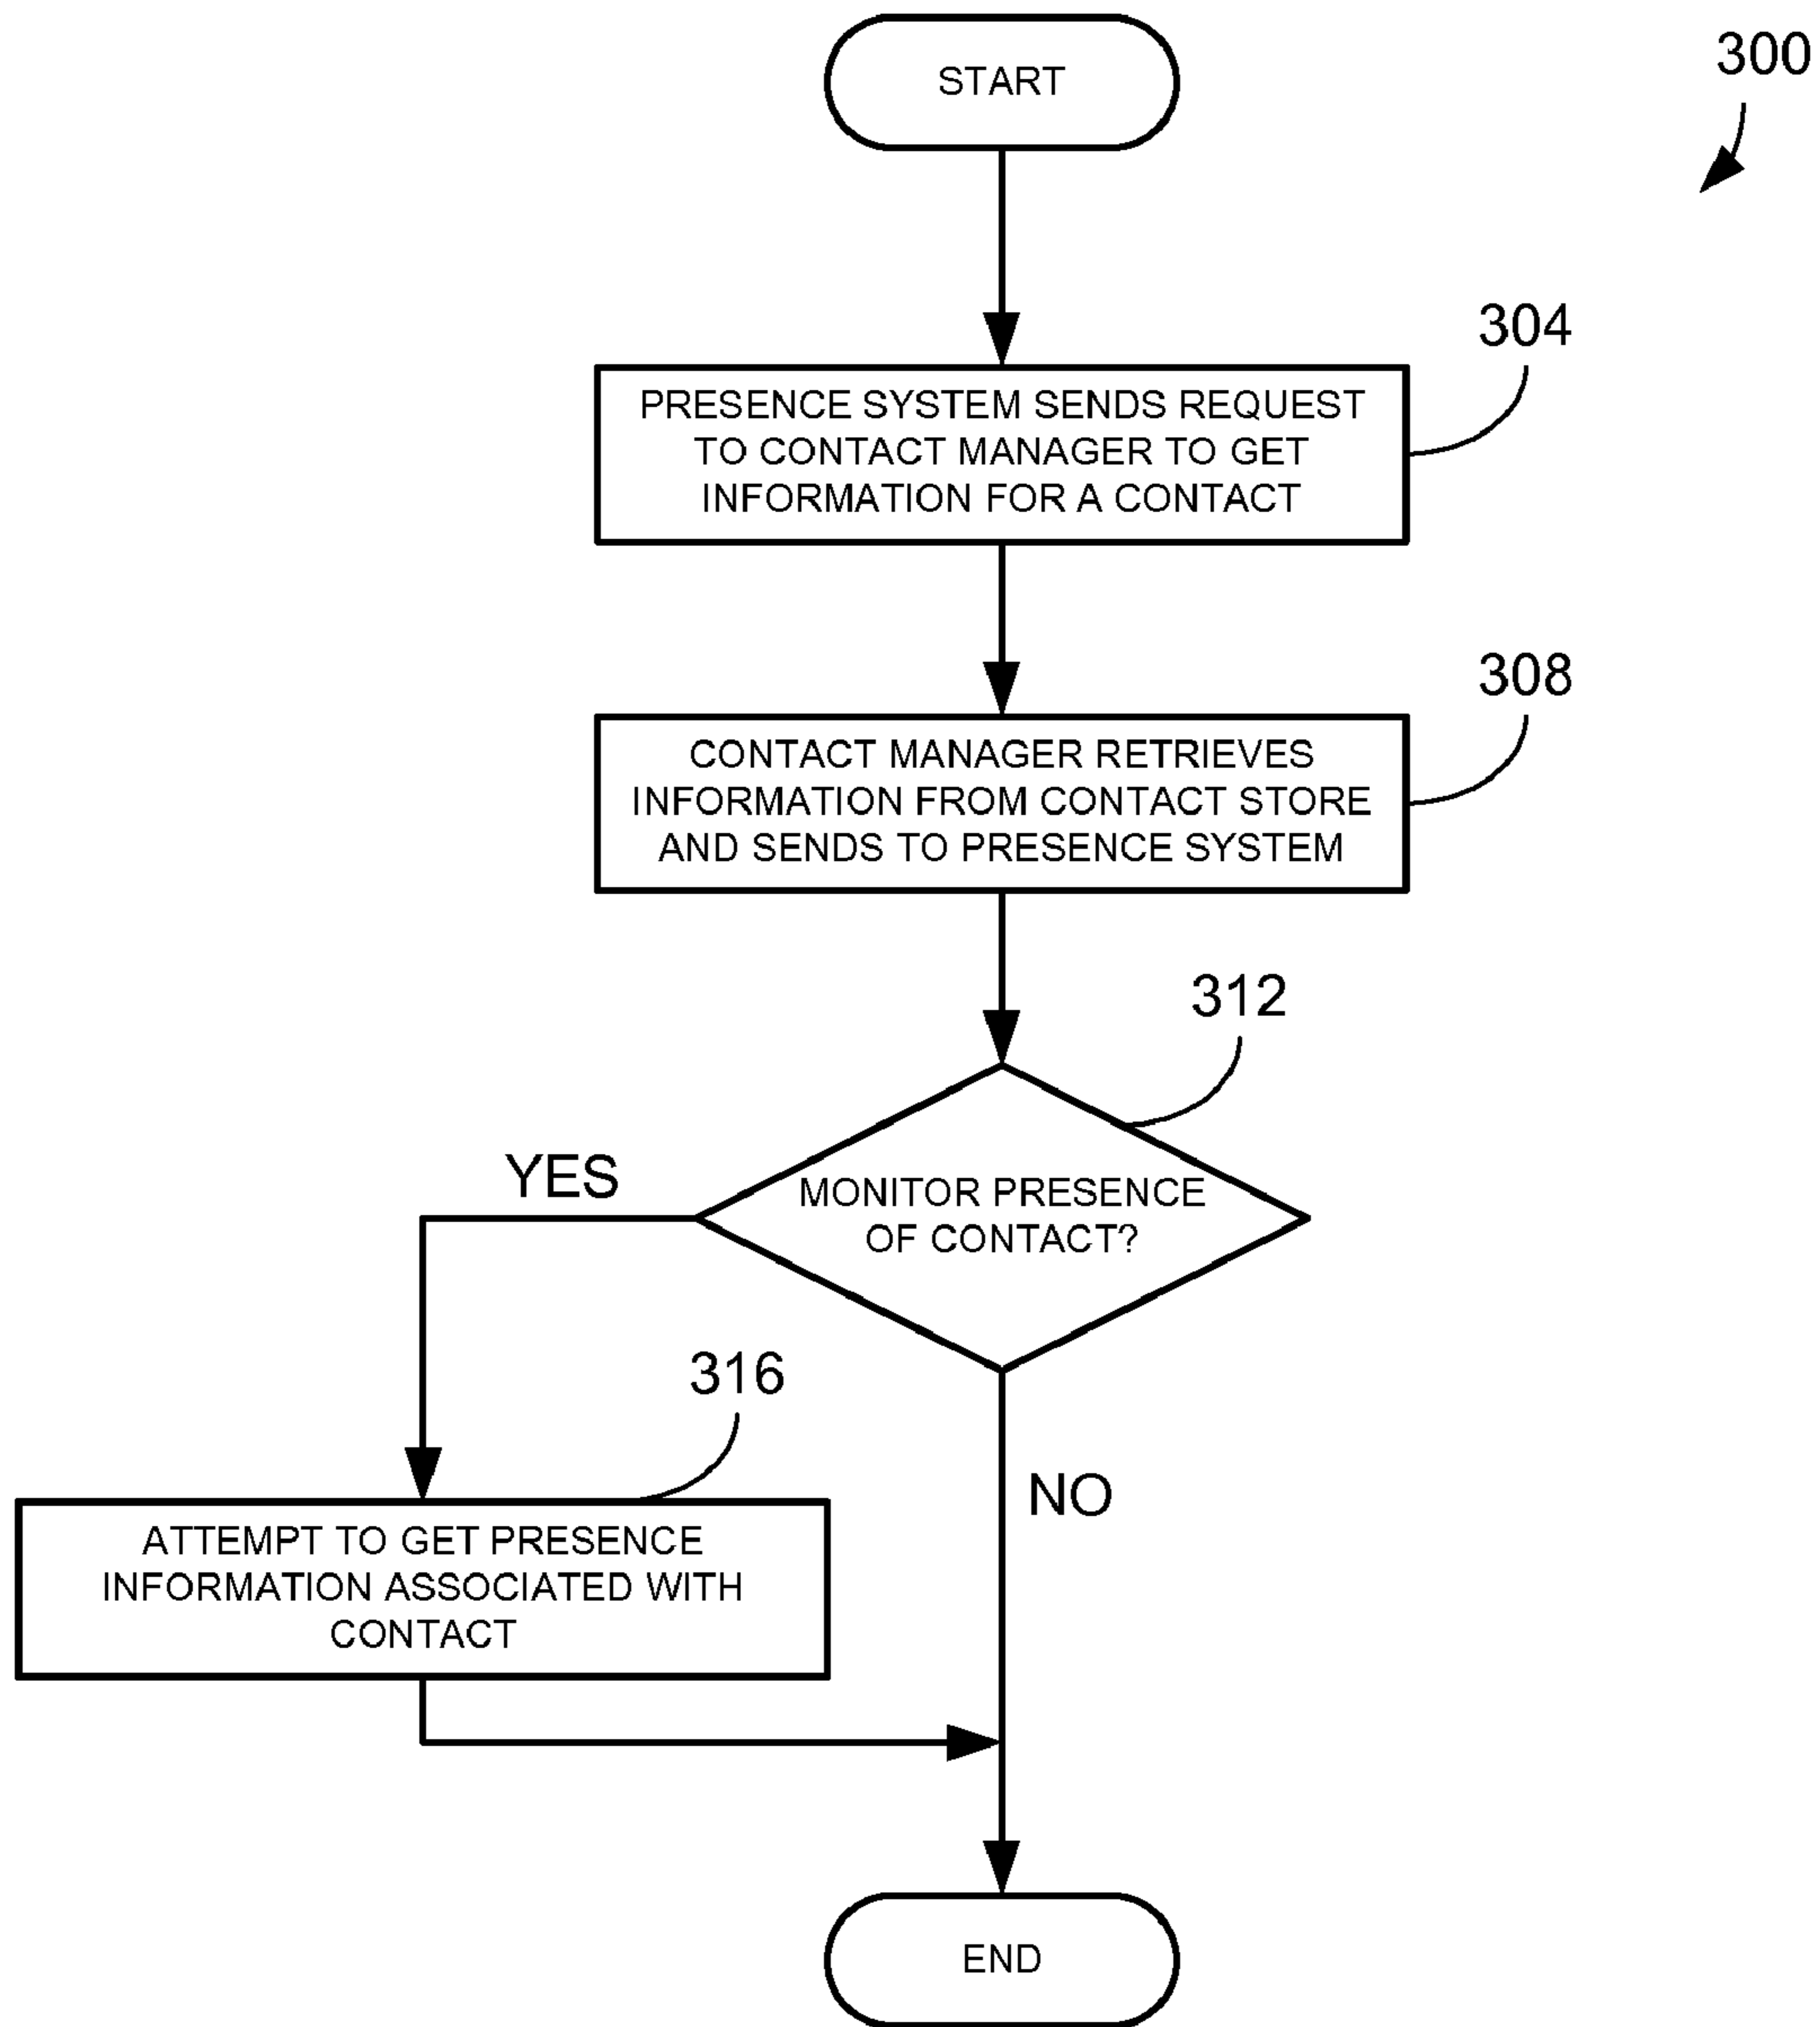 START
300
304
PRESENCE SYSTEM SENDS REQUEST
TO CONTACT MANAGER TO GET
INFORMATION FOR A CONTACT
308
CONTACT MANAGER RETRIEVES
INFORMATION FROM CONTACT STORE
AND SENDS TO PRESENCE SYSTEM
312
YES
MONITOR PRESENCE
OF CONTACT?
316
NO
ATTEMPT TO GET PRESENCE
INFORMATION ASSOCIATED WITH
CONTACT
END